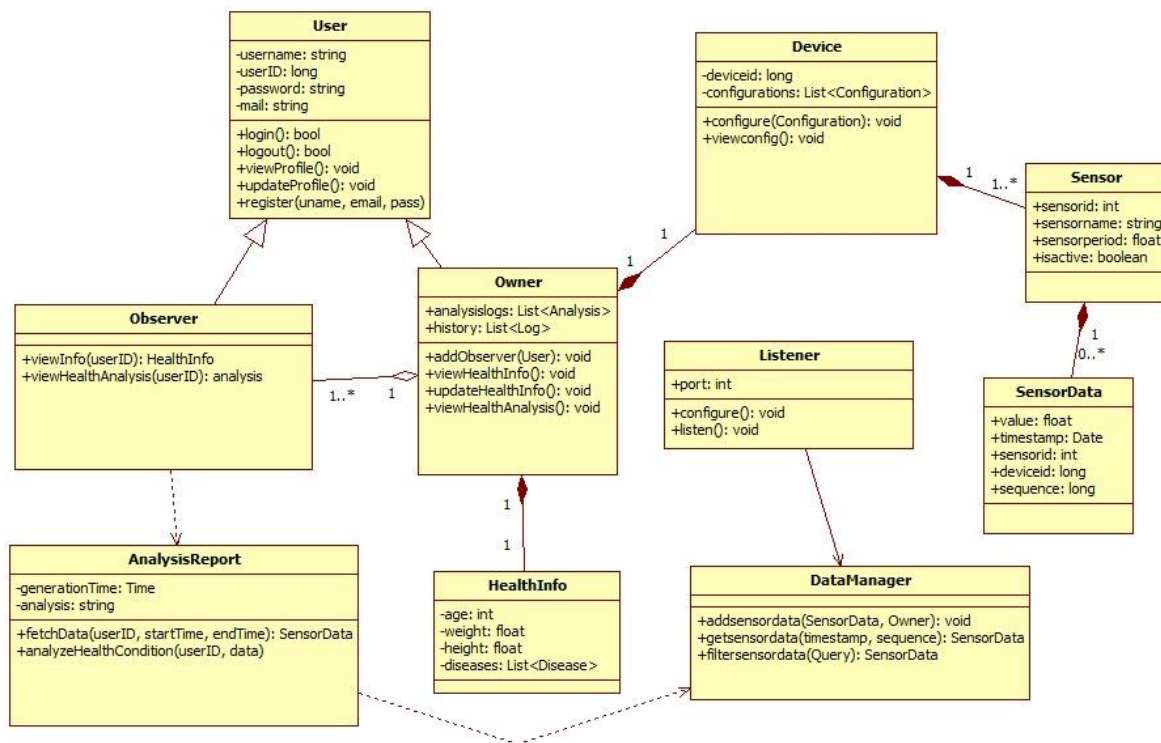 User
-username: string
-userID: long
-password: string
-mail: string
+login(): bool
+logout(): bool
+viewProfile(): void
+updateProfile(): void
+register(uname, email, pass)
Device
-deviceid: long
-configurations: List<Configuration>
+configure(Configuration): void
+viewconfig(): void
1
1..*
Sensor
+sensorid: int
+sensorname: string
+sensorperiod: float
+isactive: boolean
1
1
Observer
+viewInfo(userID): HealthInfo
+viewHealthAnalysis(userID): analysis
1..*
1
Owner
+analysislogs: List<Analysis>
+history: List<Log>
+addObserver(User): void
+viewHealthInfo(): void
+updateHealthInfo(): void
+viewHealthAnalysis(): void
Listener
+port: int
+configure(): void
+listen(): void
1
0..*
SensorData
+value: float
+timestamp: Date
+sensorid: int
+deviceid: long
+sequence: long
1
1
AnalysisReport
-generationTime: Time
-analysis: string
+fetchData(userID, startTime, endTime): SensorData
+analyzeHealthCondition(userID, data)
HealthInfo
-age: int
-weight: float
-height: float
-diseases: List<Disease>
DataManager
+addsensordata(SensorData, Owner): void
+getsensordata(timestamp, sequence): SensorData
+filtersensordata(Query): SensorData